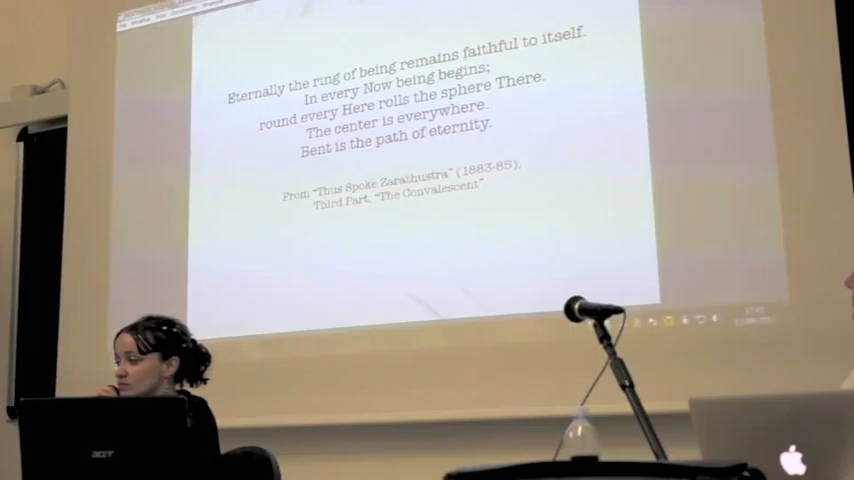 Eternally the ring of being remains faithful to itself.
In every Now being begins;
round every Here rolls the sphere There.
The center is everywhere.
Bent is the path of eternity.
From "Thus Spoke Zarathustra" (1883-85),
Third Part, "The Convalescent"
acer